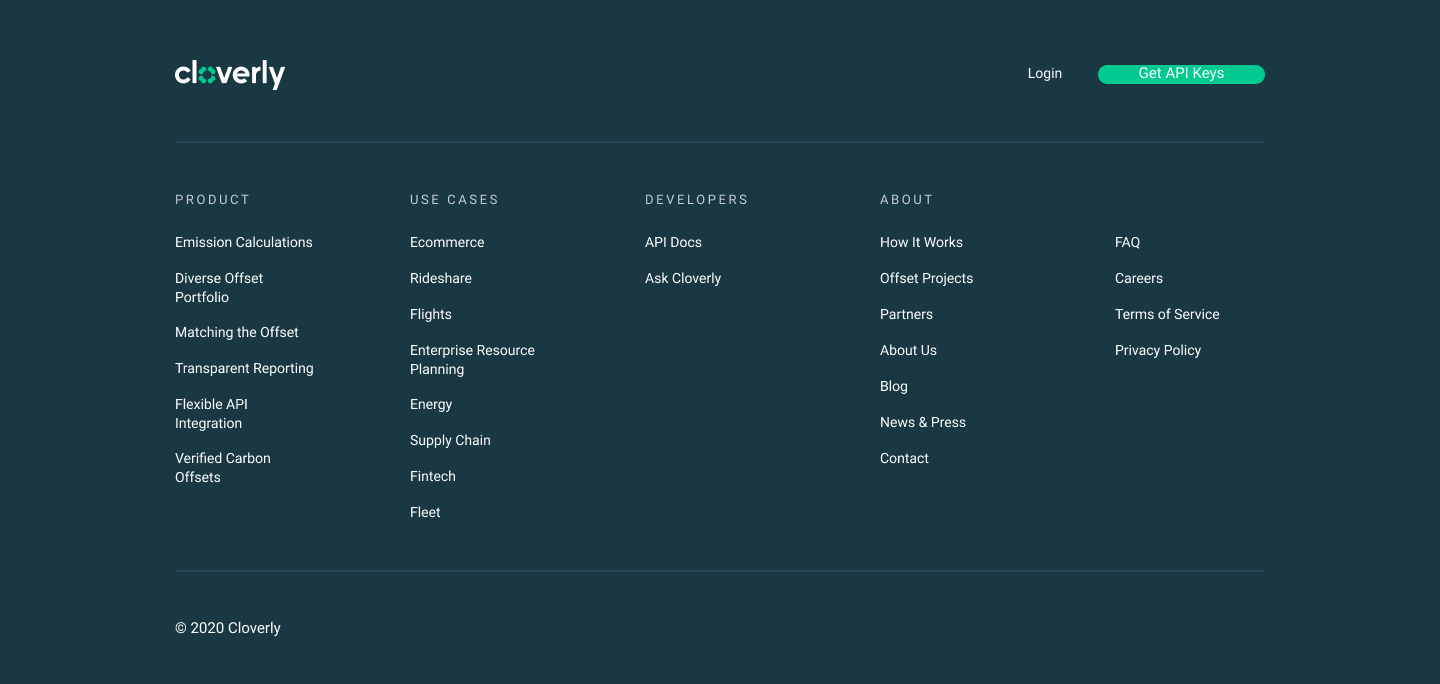 cloverly
Login
Get API Keys
PRODUCT
Emission Calculations
Diverse Offset
Portfolio
Matching the Offset
Transparent Reporting
Flexible API
Integration
Verified Carbon
Offsets
USE CASES
Ecommerce
Rideshare
Flights
Enterprise Resource
Planning
Energy
Supply Chain
Fintech
Fleet
DEVELOPERS
API Docs
Ask Cloverly
ABOUT
How It Works
Offset Projects
Partners
About Us
Blog
News & Press
Contact
FAQ
Careers
Terms of Service
Privacy Policy
© 2020 Cloverly